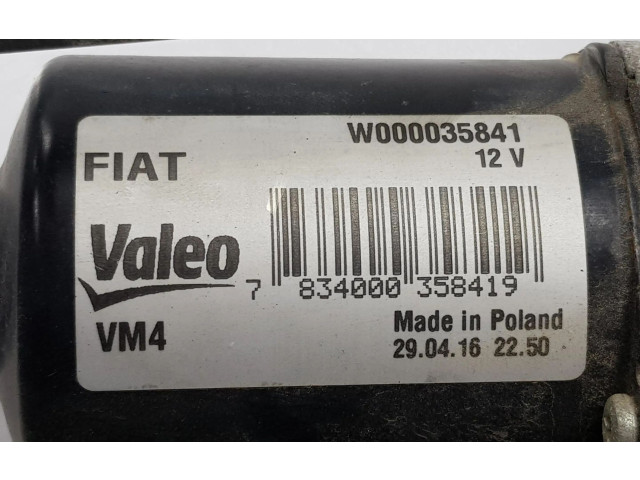 W000035841
FIAT 12 V
Valeo
7 834000 358419
VM4 Made in Poland
29.04.16 22.50